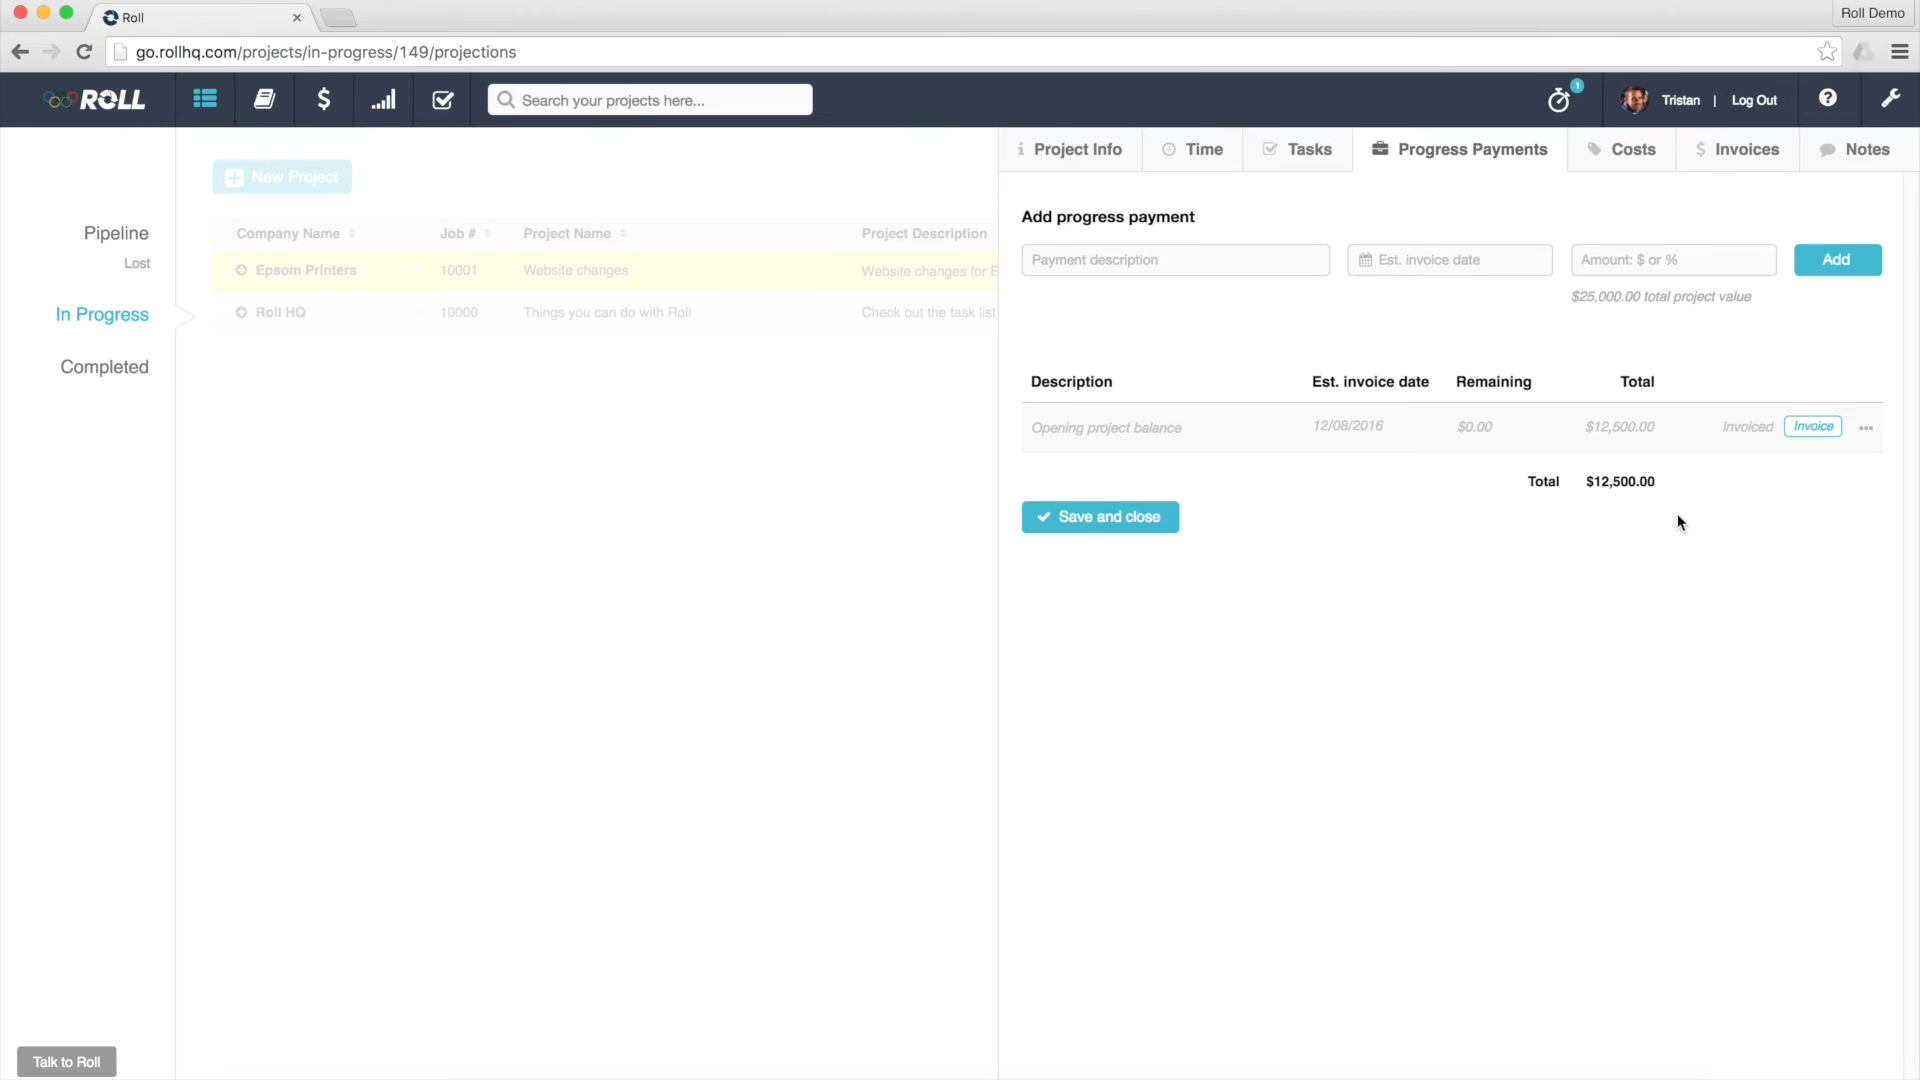 Roll
Roll Demo
go.rollhq.com/projects/in-progress/149/projections
ROLL
Search your projects here...
1
Tristan | Log Out
Project Info
Time
Tasks
Progress Payments
Costs
Invoices
Notes
New Project
Pipeline
Lost
In Progress
Completed
Company Name Job # Project Name Project Description
Epsom Printers 10001 Website changes Website changes for E
Roll HQ 10000 Things you can do with Roll Check out the task list
Add progress payment
Payment description Est. invoice date Amount: $ or % Add
$25,000.00 total project value
Description Est. invoice date Remaining Total
Opening project balance 12/08/2016 $0.00 $12,500.00 Invoiced Invoice
Total $12,500.00
Save and close
Talk to Roll